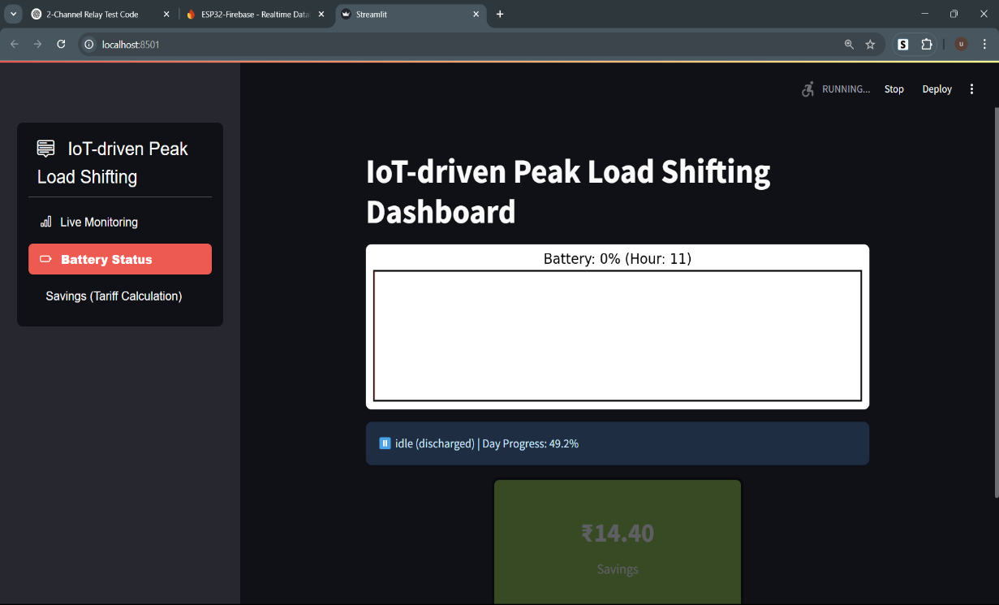 2-Channel Relay Test Code
ESP32-Firebase - Realtime Data
Streamlit
localhost:8501
S
u
RUNNING...
Stop
Deploy
IoT-driven Peak
Load Shifting
Live Monitoring
Battery Status
Savings (Tariff Calculation)
IoT-driven Peak Load Shifting
Dashboard
Battery: 0% (Hour: 11)
idle (discharged) | Day Progress: 49.2%
₹14.40
Savings